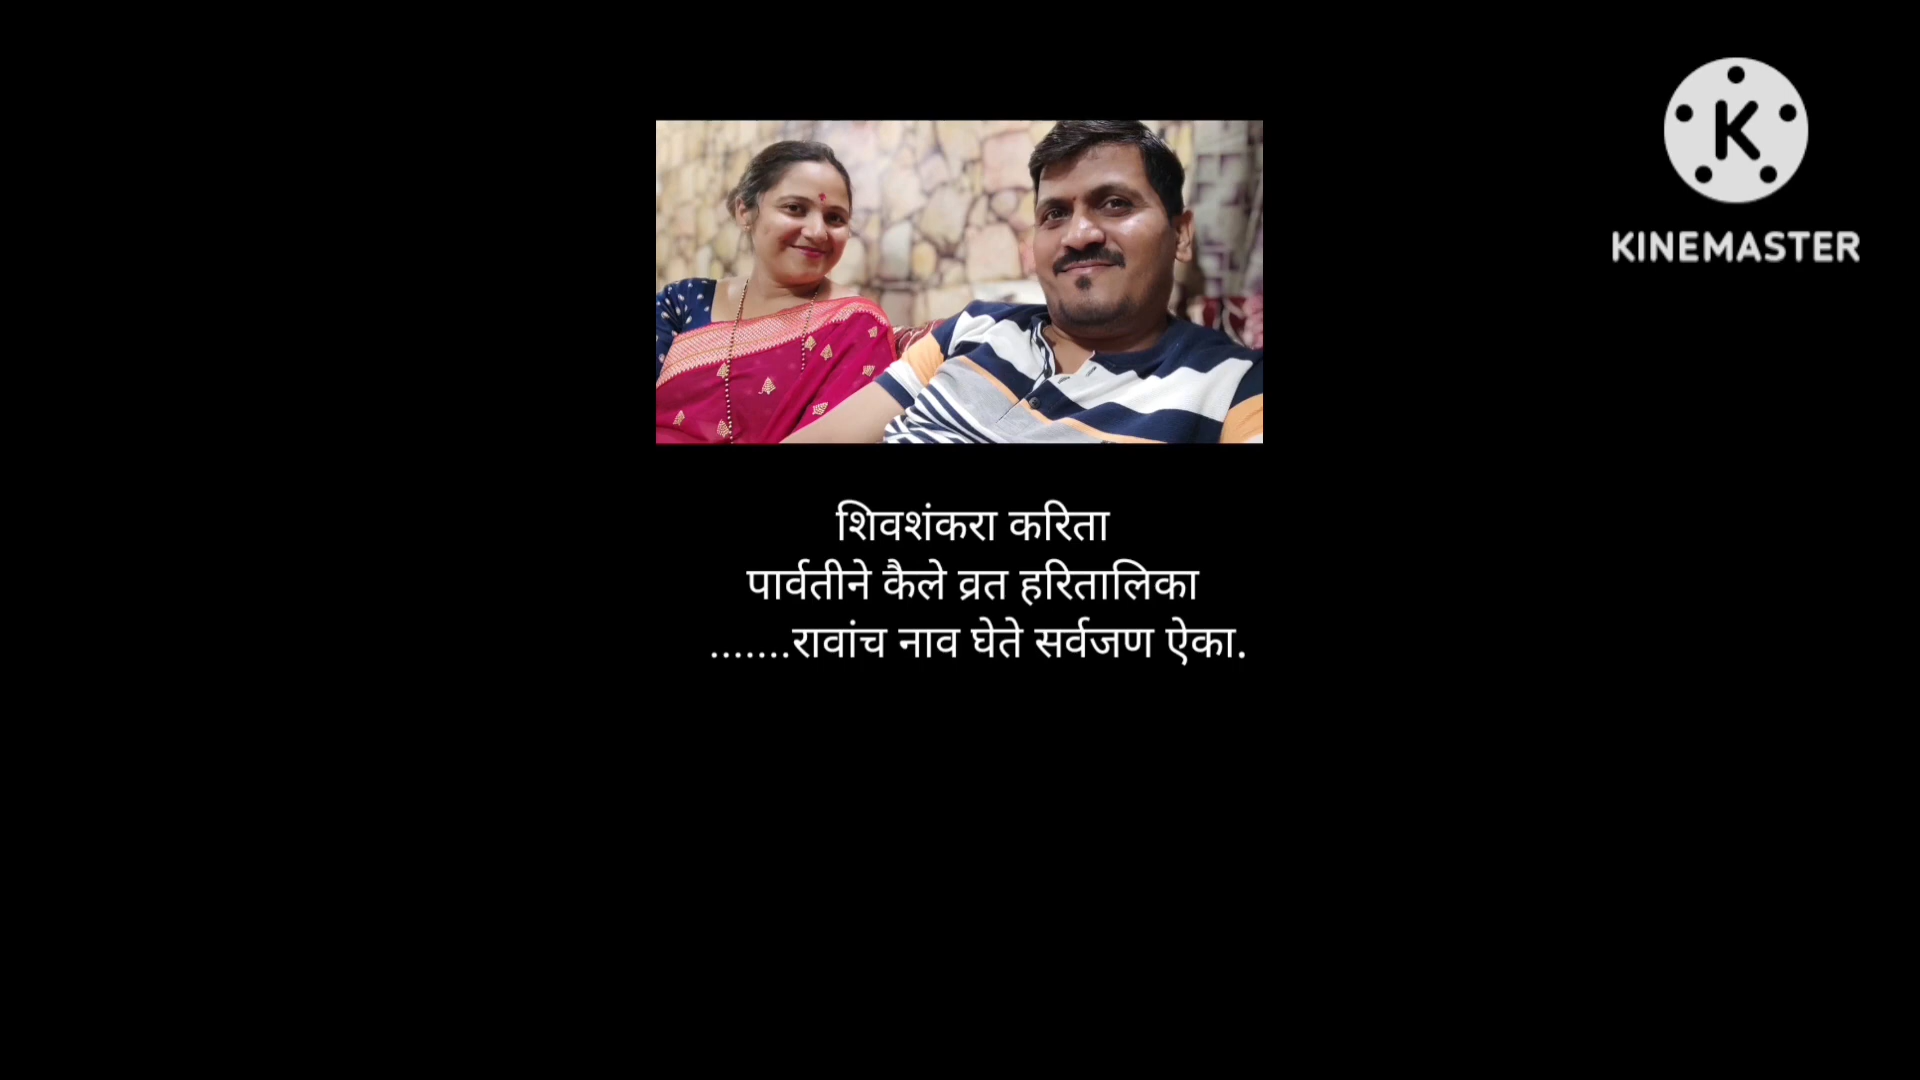 K
KINEMASTER
शिवशंकरा करिता
पार्वतीने कैले व्रत हरितालिका
.......रावांच नाव घेते सर्वजण ऐका.